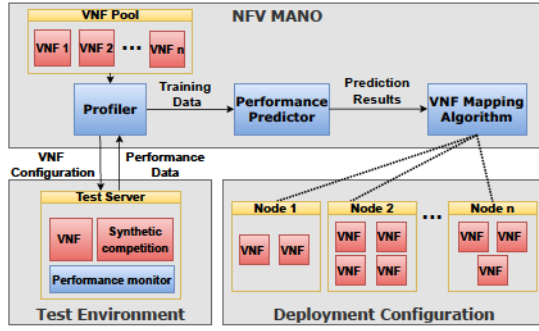 VNF Pool
NFV MANO
VNF 1
VNF 2
...
VNF n
Profiler
Training
Data
Performance
Predictor
Prediction
Results
VNF Mapping
Algorithm
VNF
Configuration
Performance
Data
Test Server
VNF
Synthetic
competition
Performance monitor
Test Environment
Node 1
VNF
VNF
Node 2
VNF
VNF
VNF
VNF
...
Node n
VNF
VNF
VNF
Deployment Configuration